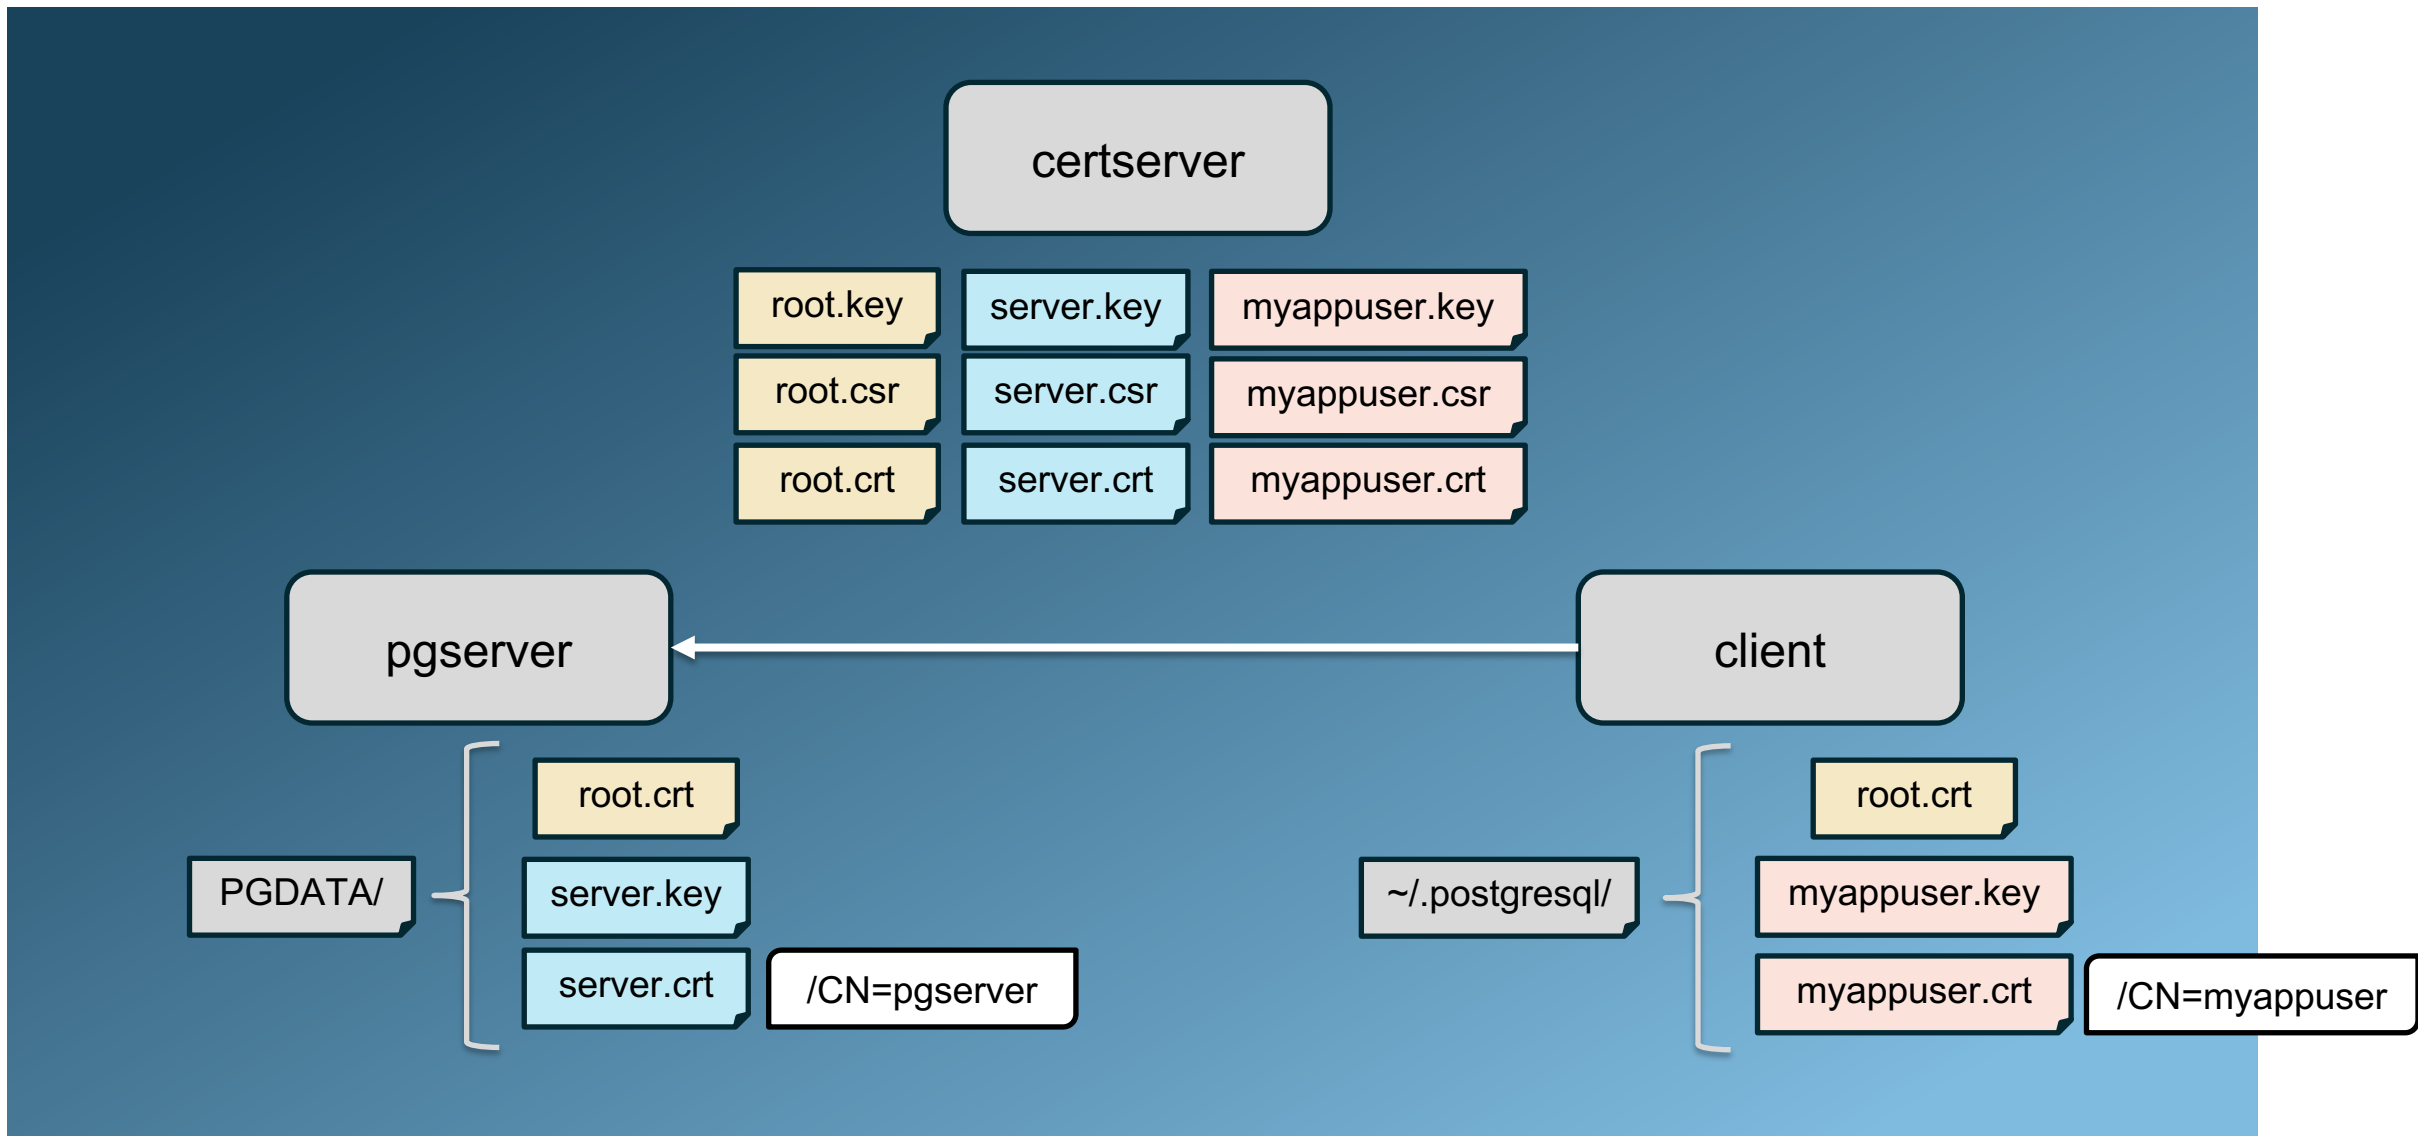 certserver
root.key
server.key
myappuser.key
root.csr
server.csr
myappuser.csr
root.crt
server.crt
myappuser.crt
pgserver
client
root.crt
root.crt
PGDATA/
server.key
~/.postgresql/
myappuser.key
server.crt
/CN=pgserver
myappuser.crt
/CN=myappuser